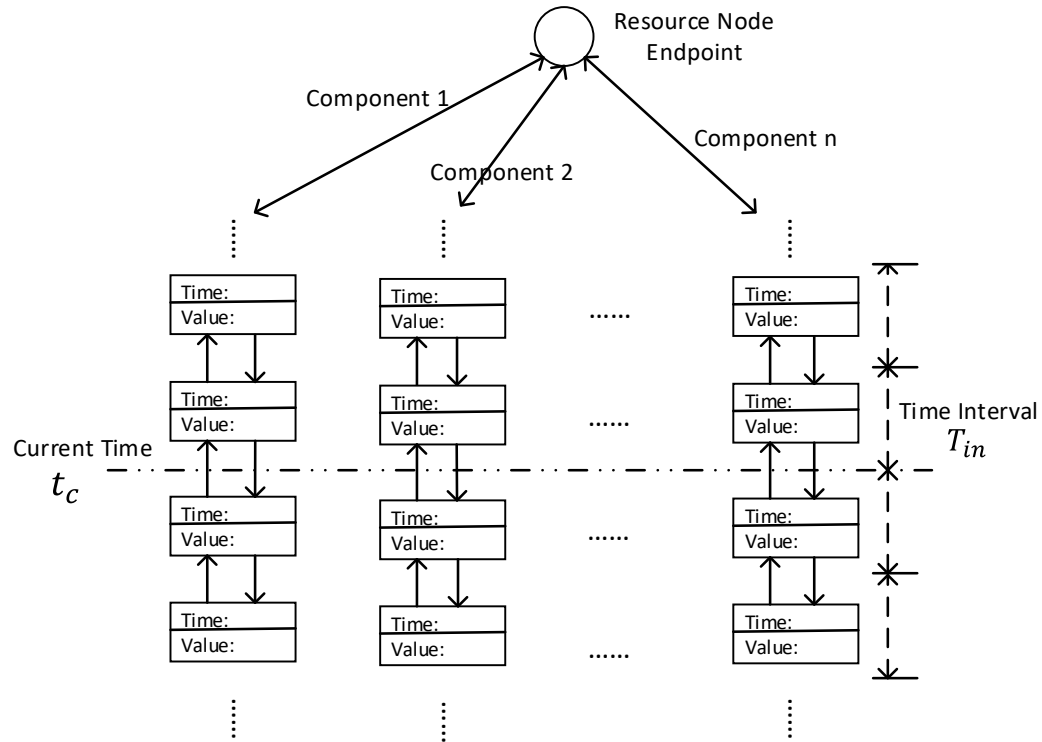 Resource Node
Endpoint
Component 1
Component 2
Component n
Time:
Value:
Time:
Value:
......
Time:
Value:
Time:
Value:
Time:
Value:
......
Time:
Value:
Time Interval
T_in
Current Time
t_c
Time:
Value:
Time:
Value:
......
Time:
Value:
Time:
Value:
Time:
Value:
......
Time:
Value: